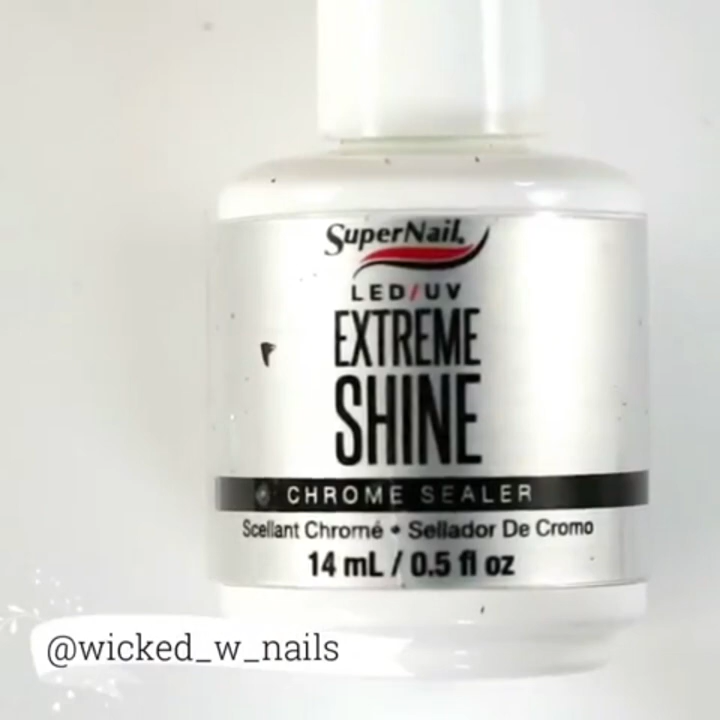 SuperNail.
LED/UV
EXTREME
SHINE
CHROME SEALER
Scellant Chromé • Sellador De Cromo
14 mL / 0.5 fl oz
@wicked_w_nails